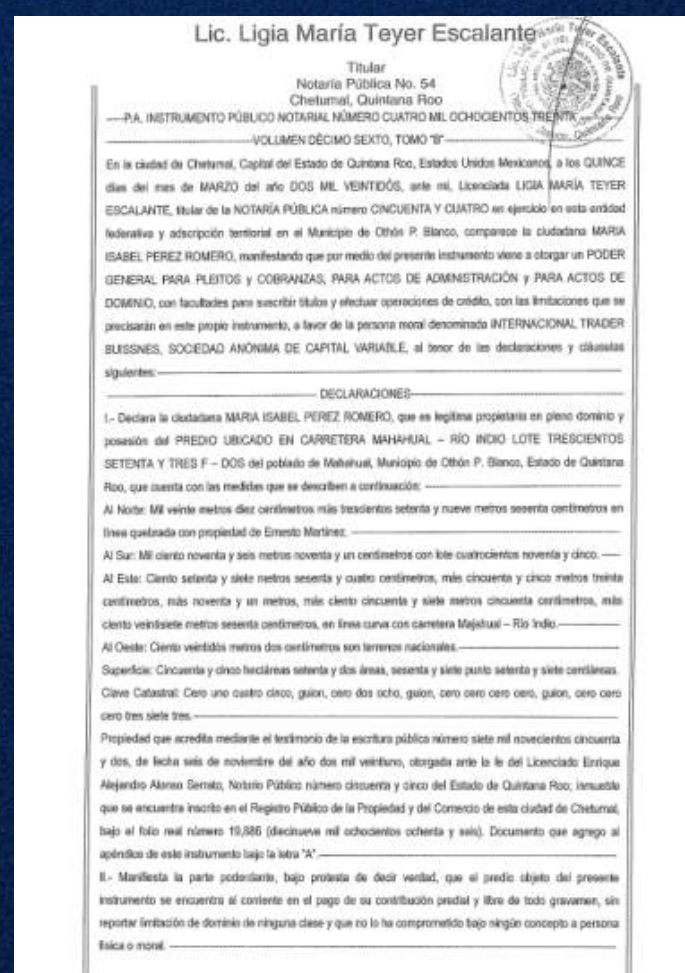 Lic. Ligia María Teyer Escalante
Titular
Notaría Pública No. 54
Chetumal, Quintana Roo
-----P.A. INSTRUMENTO PÚBLICO NOTARIAL NÚMERO CUATRO MIL OCHOCIENTOS TREINTA
-----VOLUMEN DÉCIMO SEXTO, TOMO "B"-----
En la ciudad de Chetumal, Capital del Estado de Quintana Roo, Estados Unidos Mexicanos, a los QUINCE
días del mes de MARZO del año DOS MIL VEINTIDÓS, ante mí, Licenciada LIGIA MARÍA TEYER
ESCALANTE, titular de la NOTARÍA PÚBLICA número CINCUENTA Y CUATRO en ejercicio en esta entidad
federativa y adscripción territorial en el Municipio de Othón P. Blanco, comparece la ciudadana MARIA
ISABEL PEREZ ROMERO, manifestando que por medio del presente instrumento viene a otorgar un PODER
GENERAL PARA PLEITOS y COBRANZAS, PARA ACTOS DE ADMINISTRACIÓN y PARA ACTOS DE
DOMINIO, con facultades para suscribir títulos y efectuar operaciones de crédito, con las limitaciones que se
precisarán en este propio instrumento, a favor de la persona moral denominada INTERNACIONAL TRADER
BUISSNES, SOCIEDAD ANÓNIMA DE CAPITAL VARIABLE, al tenor de las declaraciones y cláusulas
siguientes:-----
-----DECLARACIONES-----
I.- Declara la ciudadana MARIA ISABEL PEREZ ROMERO, que es legítima propietaria en pleno dominio y
posesión del PREDIO UBICADO EN CARRETERA MAHAHUAL – RÍO INDIO LOTE TRESCIENTOS
SETENTA Y TRES F – DOS del poblado de Mahahual, Municipio de Othón P. Blanco, Estado de Quintana
Roo, que cuenta con las medidas que se describen a continuación: -----
Al Norte: Mil veinte metros diez centímetros más trescientos setenta y nueve metros sesenta centímetros en
línea quebrada con propiedad de Ernesto Martínez. -----
Al Sur: Mil ciento noventa y seis metros noventa y un centímetros con lote cuatrocientos noventa y cinco. -----
Al Este: Ciento setenta y siete metros sesenta y cuatro centímetros, más cincuenta y cinco metros treinta
centímetros, más noventa y un metros, más ciento cincuenta y siete metros cincuenta centímetros, más
ciento veintisiete metros sesenta centímetros, en línea curva con carretera Majahual – Río Indio.-----
Al Oeste: Ciento veintidós metros dos centímetros son terrenos nacionales.-----
Superficie: Cincuenta y cinco hectáreas setenta y dos áreas, sesenta y siete punto setenta y siete centiáreas.
Clave Catastral: Cero uno cuatro cinco, guion, cero dos ocho, guion, cero cero cero cero, guion, cero cero
cero tres siete tres.-----
Propiedad que acredita mediante el testimonio de la escritura pública número siete mil novecientos cincuenta
y dos, de fecha seis de noviembre del año dos mil veintiuno, otorgada ante la fe del Licenciado Enrique
Alejandro Alonso Serrato, Notario Público número cincuenta y cinco del Estado de Quintana Roo; inmueble
que se encuentra inscrito en el Registro Público de la Propiedad y del Comercio de esta ciudad de Chetumal,
bajo el folio real número 19,886 (diecinueve mil ochocientos ochenta y seis). Documento que agrego al
apéndice de este instrumento bajo la letra "A".-----
II.- Manifiesta la parte poderdante, bajo protesta de decir verdad, que el predio objeto del presente
instrumento se encuentra al corriente en el pago de su contribución predial y libre de todo gravamen, sin
reportar limitación de dominio de ninguna clase y que no lo ha comprometido bajo ningún concepto a persona
física o moral. -----